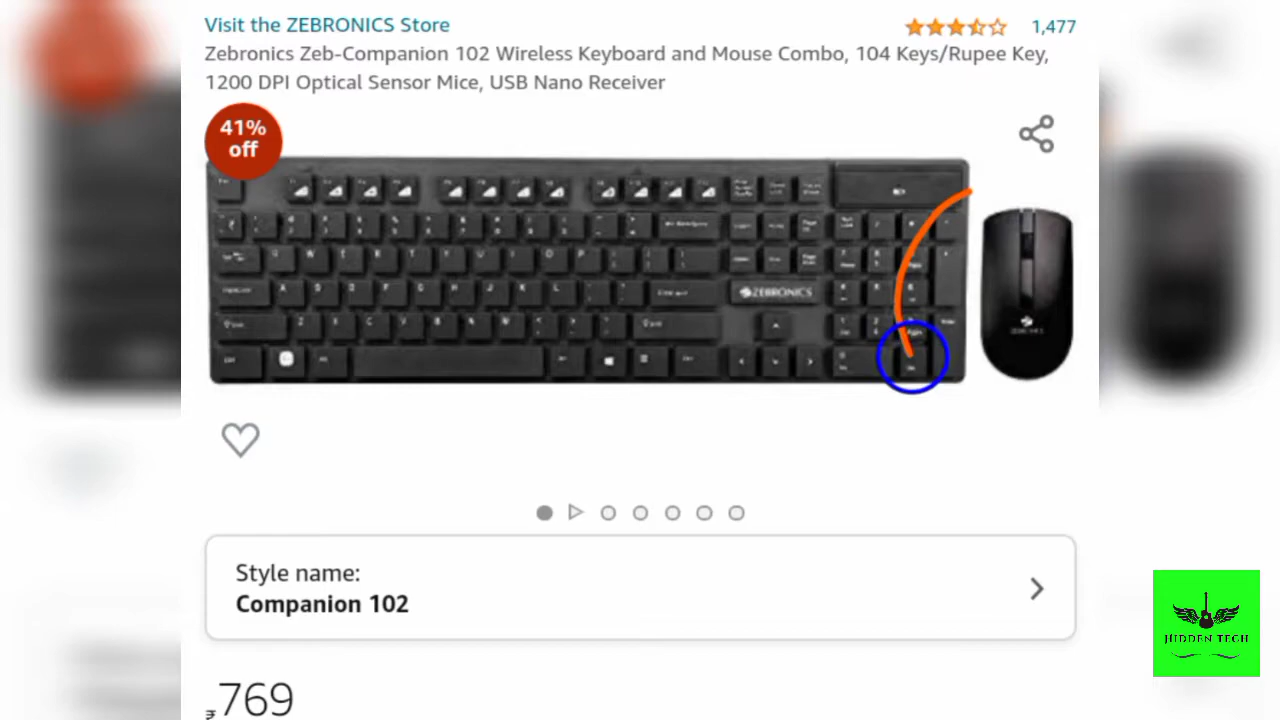 Visit the ZEBRONICS Store
1,477
Zebronics Zeb-Companion 102 Wireless Keyboard and Mouse Combo, 104 Keys/Rupee Key,
1200 DPI Optical Sensor Mice, USB Nano Receiver
41%
off
ZEBRONICS
Style name:
Companion 102
HIDDEN TECH
₹769